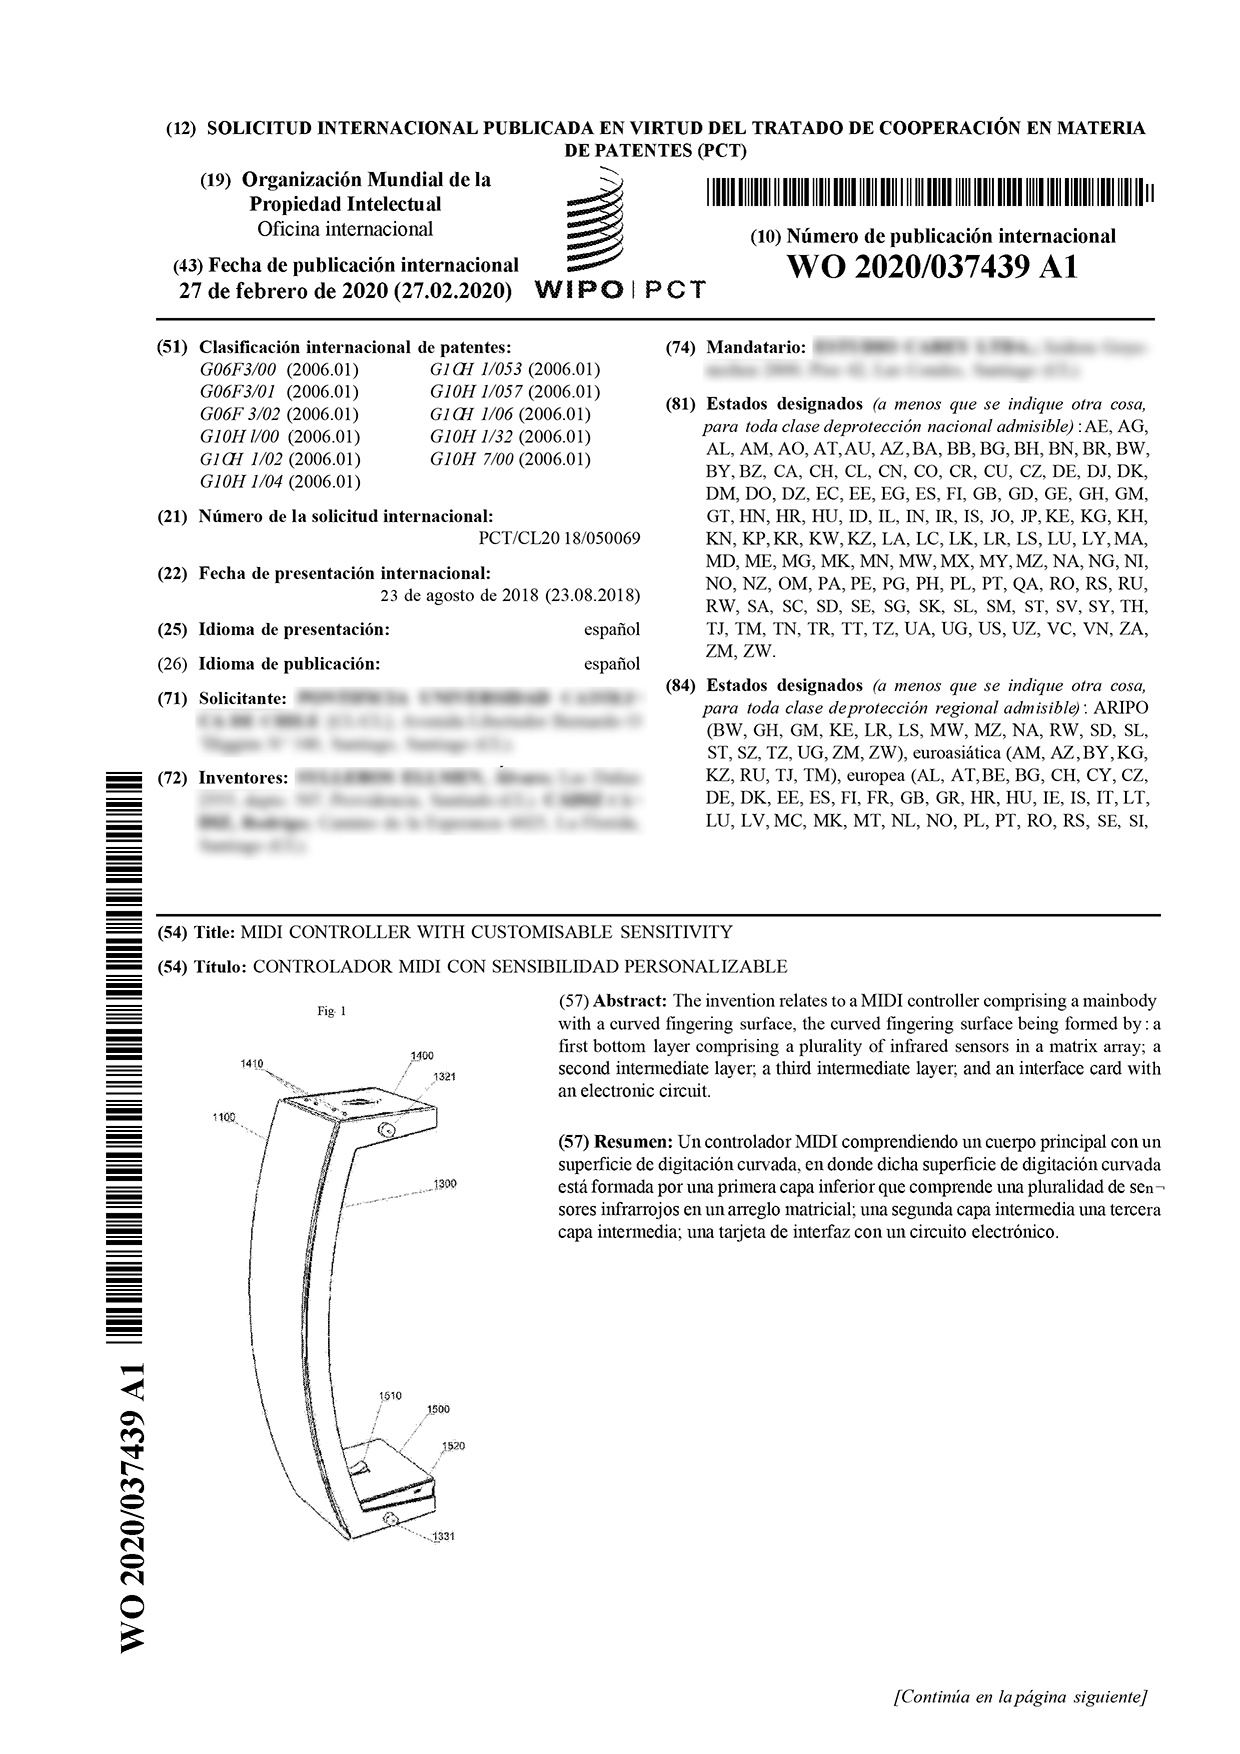 (12) SOLICITUD INTERNACIONAL PUBLICADA EN VIRTUD DEL TRATADO DE COOPERACIÓN EN MATERIA
DE PATENTES (PCT)
(19) Organización Mundial de la
Propiedad Intelectual
Oficina internacional
(43) Fecha de publicación internacional
27 de febrero de 2020 (27.02.2020)
WIPO | PCT
(10) Número de publicación internacional
WO 2020/037439 A1
(51) Clasificación internacional de patentes:
G06F3/00 (2006.01) G1CH 1/053 (2006.01)
G06F3/01 (2006.01) G10H 1/057 (2006.01)
G06F 3/02 (2006.01) G1CH 1/06 (2006.01)
G10H l/00 (2006.01) G10H 1/32 (2006.01)
G1CH 1/02 (2006.01) G10H 7/00 (2006.01)
G10H 1/04 (2006.01)
(21) Número de la solicitud internacional:
PCT/CL20 18/050069
(22) Fecha de presentación internacional:
23 de agosto de 2018 (23.08.2018)
(25) Idioma de presentación: español
(26) Idioma de publicación: español
(71) Solicitante:
(72) Inventores:
(74) Mandatario:
(81) Estados designados (a menos que se indique otra cosa,
para toda clase deprotección nacional admisible) : AE, AG,
AL, AM, AO, AT, AU, AZ, BA, BB, BG, BH, BN, BR, BW,
BY, BZ, CA, CH, CL, CN, CO, CR, CU, CZ, DE, DJ, DK,
DM, DO, DZ, EC, EE, EG, ES, FI, GB, GD, GE, GH, GM,
GT, HN, HR, HU, ID, IL, IN, IR, IS, JO, JP, KE, KG, KH,
KN, KP, KR, KW, KZ, LA, LC, LK, LR, LS, LU, LY, MA,
MD, ME, MG, MK, MN, MW, MX, MY, MZ, NA, NG, NI,
NO, NZ, OM, PA, PE, PG, PH, PL, PT, QA, RO, RS, RU,
RW, SA, SC, SD, SE, SG, SK, SL, SM, ST, SV, SY, TH,
TJ, TM, TN, TR, TT, TZ, UA, UG, US, UZ, VC, VN, ZA,
ZM, ZW.
(84) Estados designados (a menos que se indique otra cosa,
para toda clase de protección regional admisible) : ARIPO
(BW, GH, GM, KE, LR, LS, MW, MZ, NA, RW, SD, SL,
ST, SZ, TZ, UG, ZM, ZW), euroasiática (AM, AZ, BY, KG,
KZ, RU, TJ, TM), europea (AL, AT, BE, BG, CH, CY, CZ,
DE, DK, EE, ES, FI, FR, GB, GR, HR, HU, IE, IS, IT, LT,
LU, LV, MC, MK, MT, NL, NO, PL, PT, RO, RS, SE, SI,
(54) Title: MIDI CONTROLLER WITH CUSTOMISABLE SENSITIVITY
(54) Título: CONTROLADOR MIDI CON SENSIBILIDAD PERSONALIZABLE
Fig. 1
1400
1410
1321
1100
1300
1510
1500
1520
1331
(57) Abstract: The invention relates to a MIDI controller comprising a mainbody
with a curved fingering surface, the curved fingering surface being formed by : a
first bottom layer comprising a plurality of infrared sensors in a matrix array; a
second intermediate layer; a third intermediate layer; and an interface card with
an electronic circuit.
(57) Resumen: Un controlador MIDI comprendiendo un cuerpo principal con un
superficie de digitación curvada, en donde dicha superficie de digitación curvada
está formada por una primera capa inferior que comprende una pluralidad de sen¬
sores infrarrojos en un arreglo matricial; una segunda capa intermedia una tercera
capa intermedia; una tarjeta de interfaz con un circuito electrónico.
WO 2020/037439 A1
[Continúa en la página siguiente]